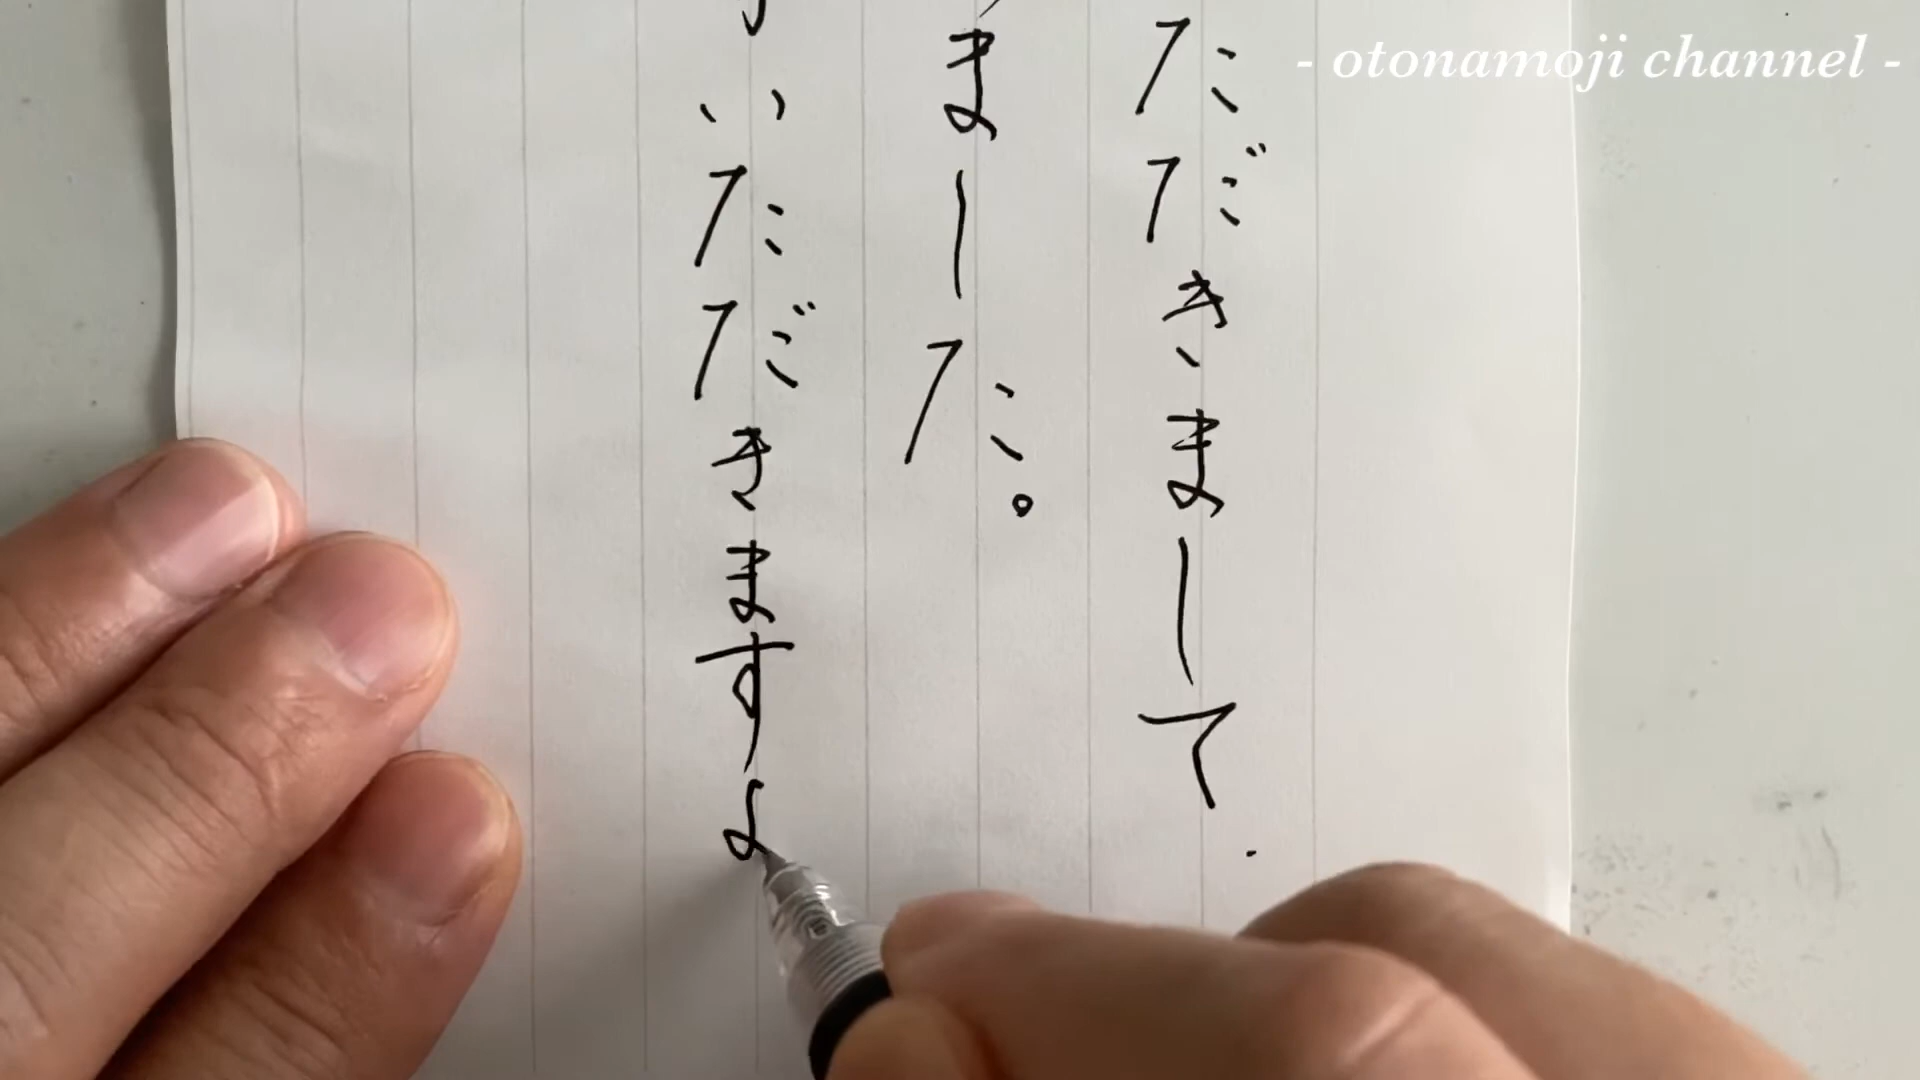 ただきまして
ました。
いただきますよ
- otonamoji channel -